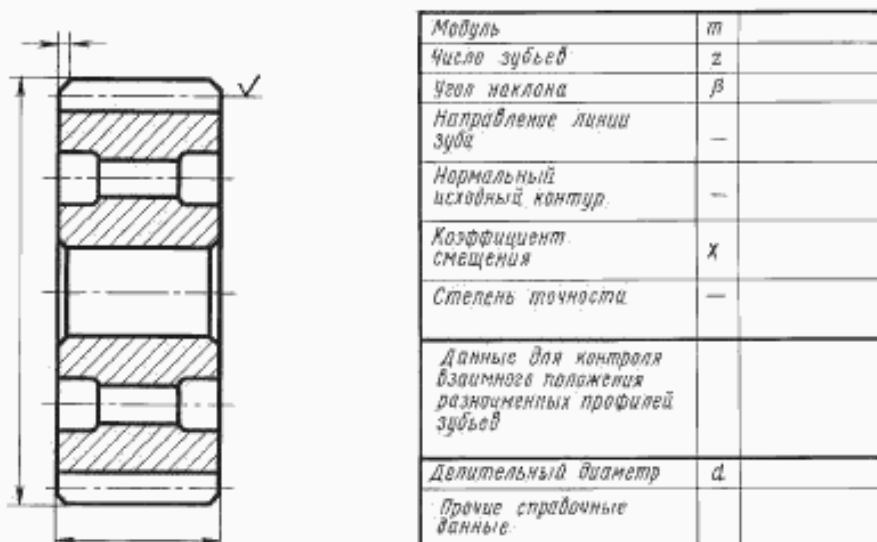 Модуль m
Число зубьев z
Угол наклона β
Направление линии
зуба —
Нормальный
исходный контур —
Коэффициент
смещения x
Степень точности —
Данные для контроля
взаимного положения
разноименных профилей
зубьев
Делительный диаметр d
Прочие справочные
данные